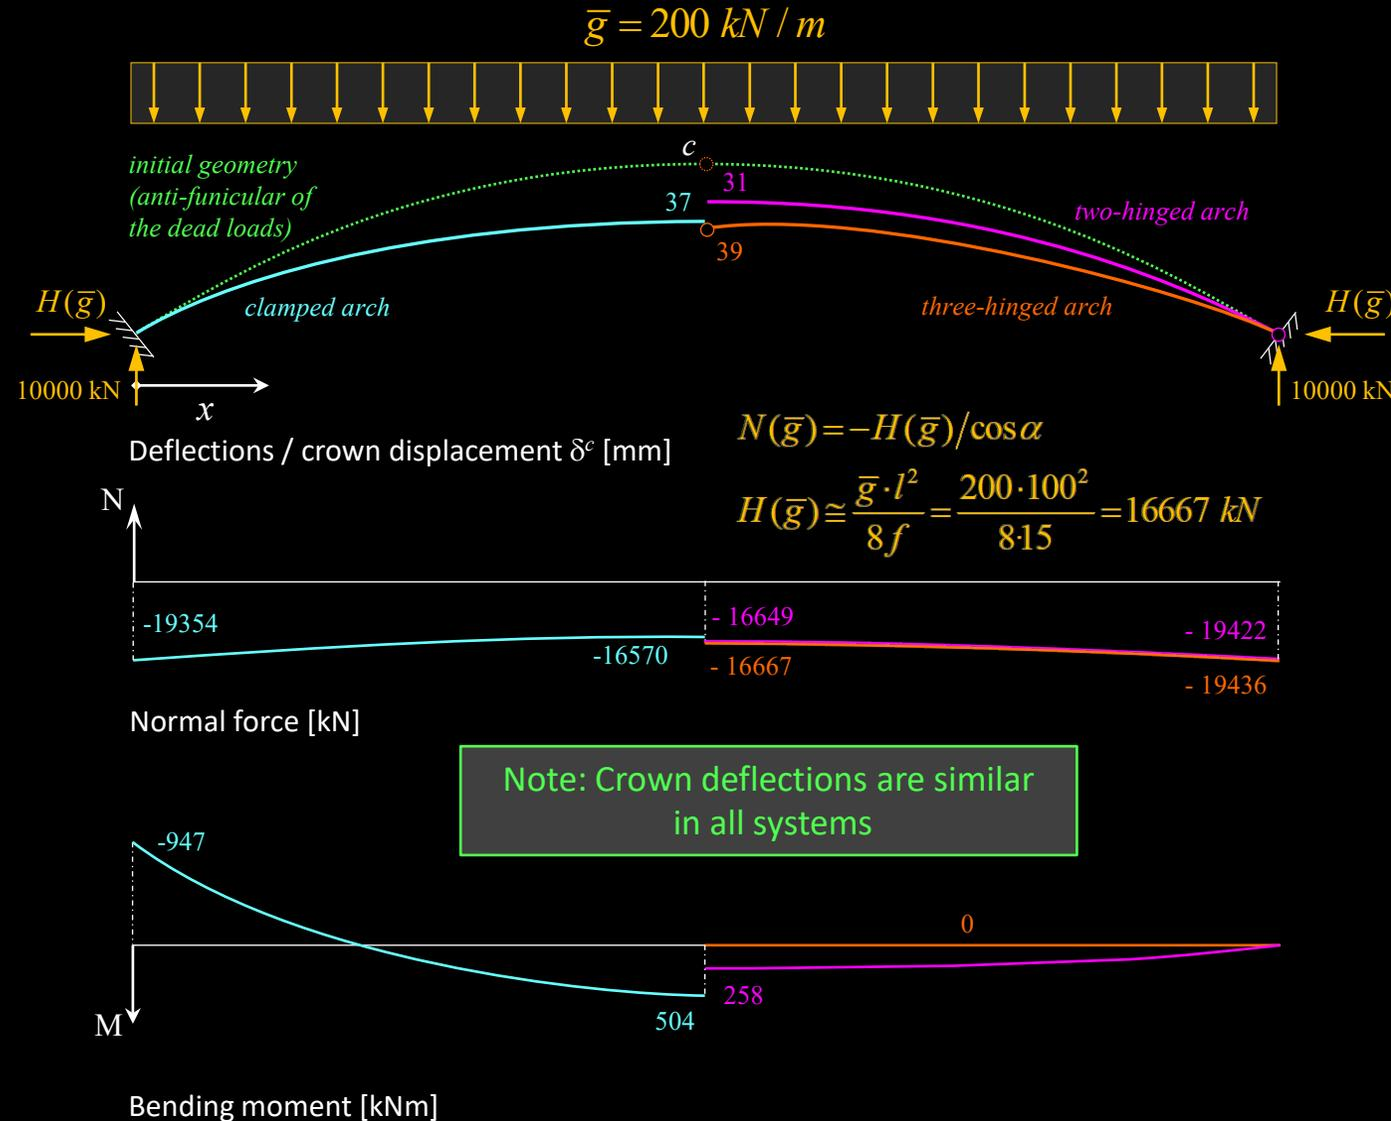 g̅ = 200 kN / m
initial geometry
(anti-funicular of
the dead loads)
c
31
37
39
two-hinged arch
clamped arch
three-hinged arch
H(g̅)
H(g̅)
10000 kN
10000 kN
x
Deflections / crown displacement δᶜ [mm]
N(g̅)=−H(g̅)/cosα
H(g̅)≅ g̅·l²/8f = 200·100²/8·15 =16667 kN
N
-19354
-16570
- 16649
- 16667
- 19422
- 19436
Normal force [kN]
Note: Crown deflections are similar
in all systems
-947
0
258
504
M
Bending moment [kNm]